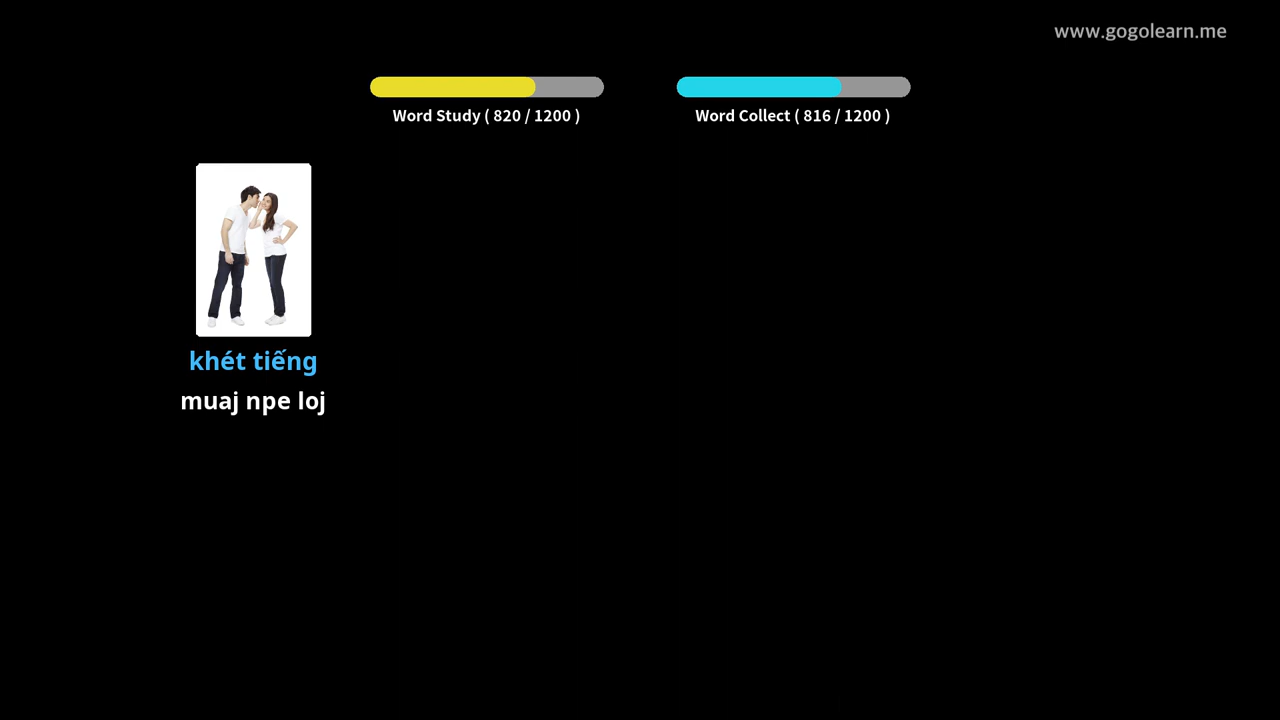 www.gogolearn.me
Word Study ( 820 / 1200 )
Word Collect ( 816 / 1200 )
khét tiếng
muaj npe loj